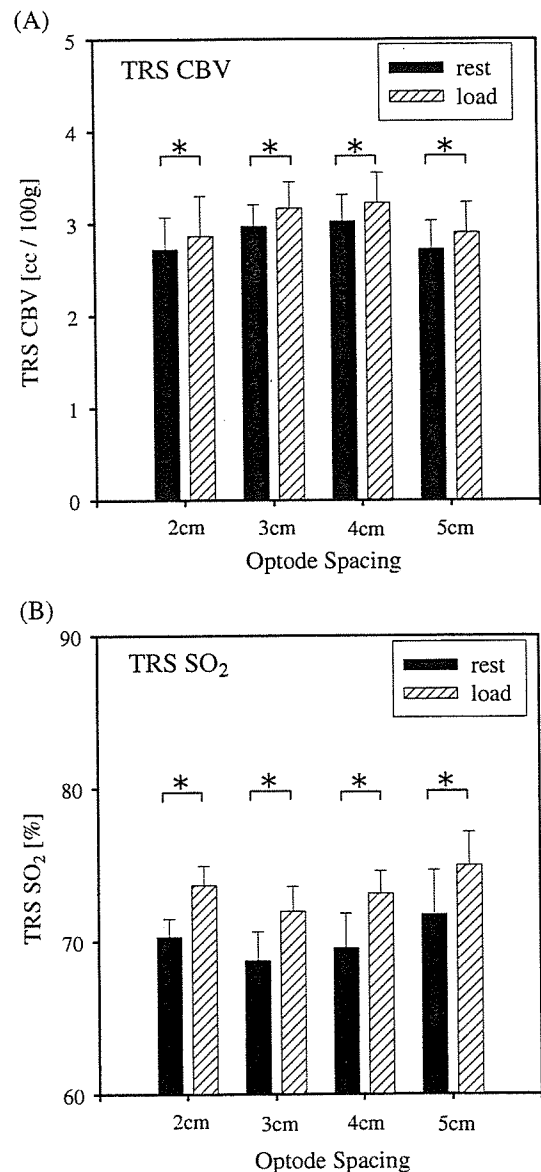 (A)
TRS CBV
rest
load
TRS CBV [cc / 100g]
5
4
3
2
1
0
* * * *
2cm 3cm 4cm 5cm
Optode Spacing
(B)
TRS SO₂
rest
load
TRS SO₂ [%]
90
80
70
60
* * * *
2cm 3cm 4cm 5cm
Optode Spacing